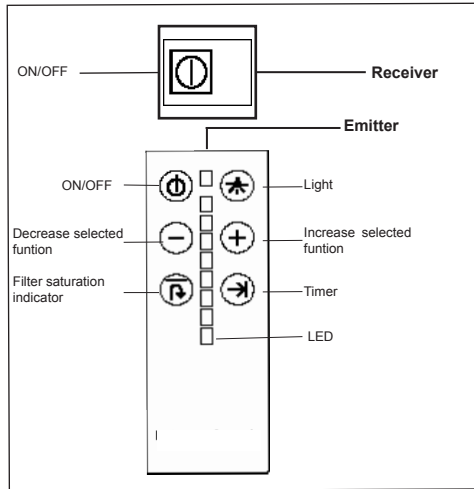 ON/OFF
Receiver
Emitter
ON/OFF
Light
Decrease selected
funtion
Increase selected
funtion
Filter saturation
indicator
Timer
LED